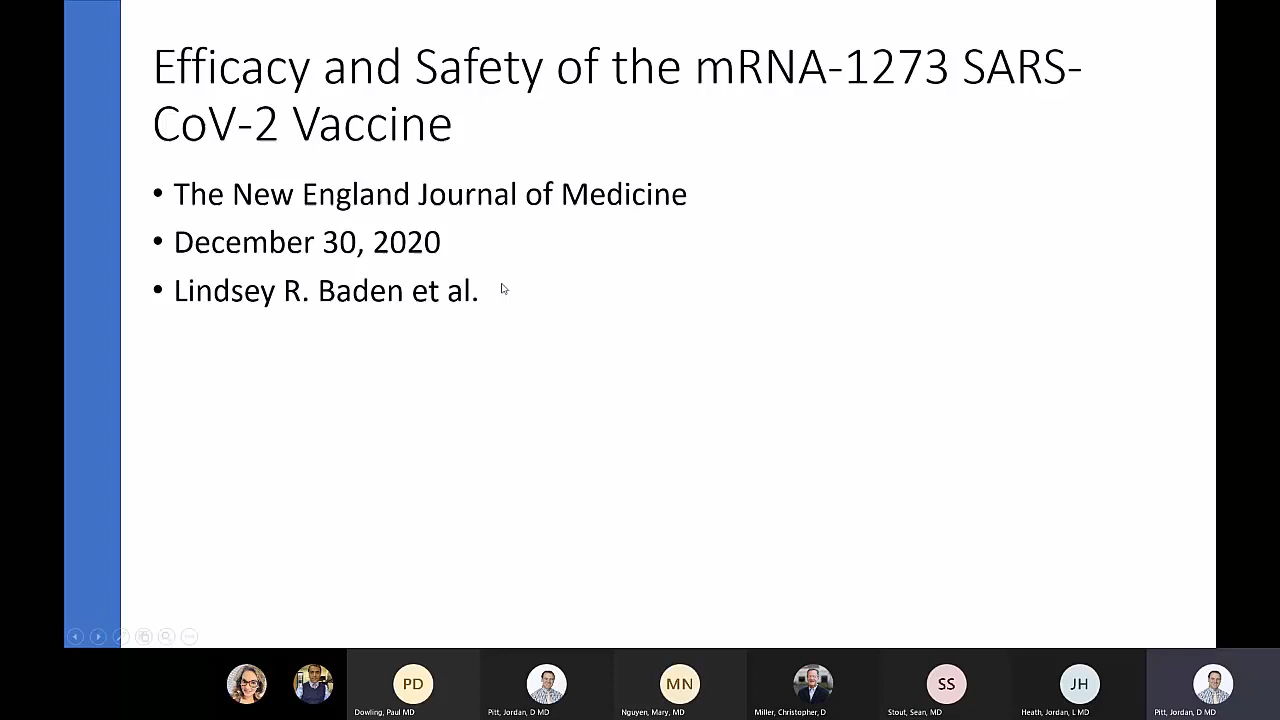 Efficacy and Safety of the mRNA-1273 SARS-
CoV-2 Vaccine
• The New England Journal of Medicine
• December 30, 2020
• Lindsey R. Baden et al.
PD
MN
SS
JH
Dowling, Paul MD
Pitt, Jordan, D MD
Nguyen, Mary, MD
Miller, Christopher, D
Stout, Sean, MD
Heath, Jordan, L MD
Pitt, Jordan, D MD